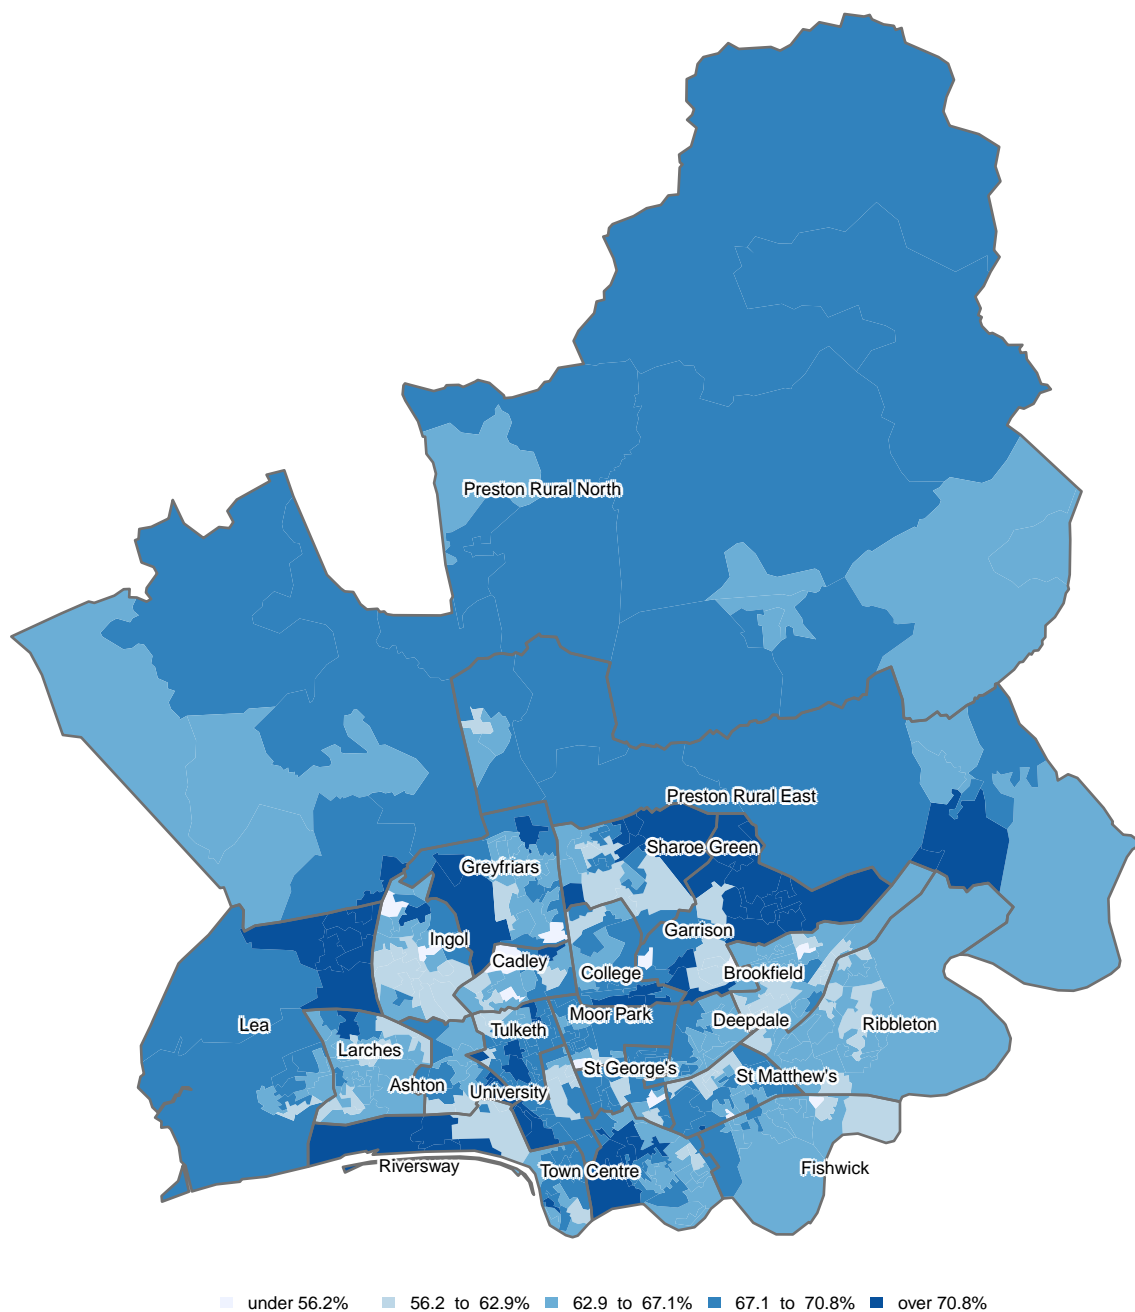 Preston Rural North
Preston Rural East
Sharoe Green
Greyfriars
Garrison
Ingol
Cadley
College
Brookfield
Moor Park
Deepdale
Lea
Tulketh
Ribbleton
Larches
St George's
St Matthew's
Ashton
University
Riversway
Town Centre
Fishwick
under 56.2% 56.2 to 62.9% 62.9 to 67.1% 67.1 to 70.8% over 70.8%